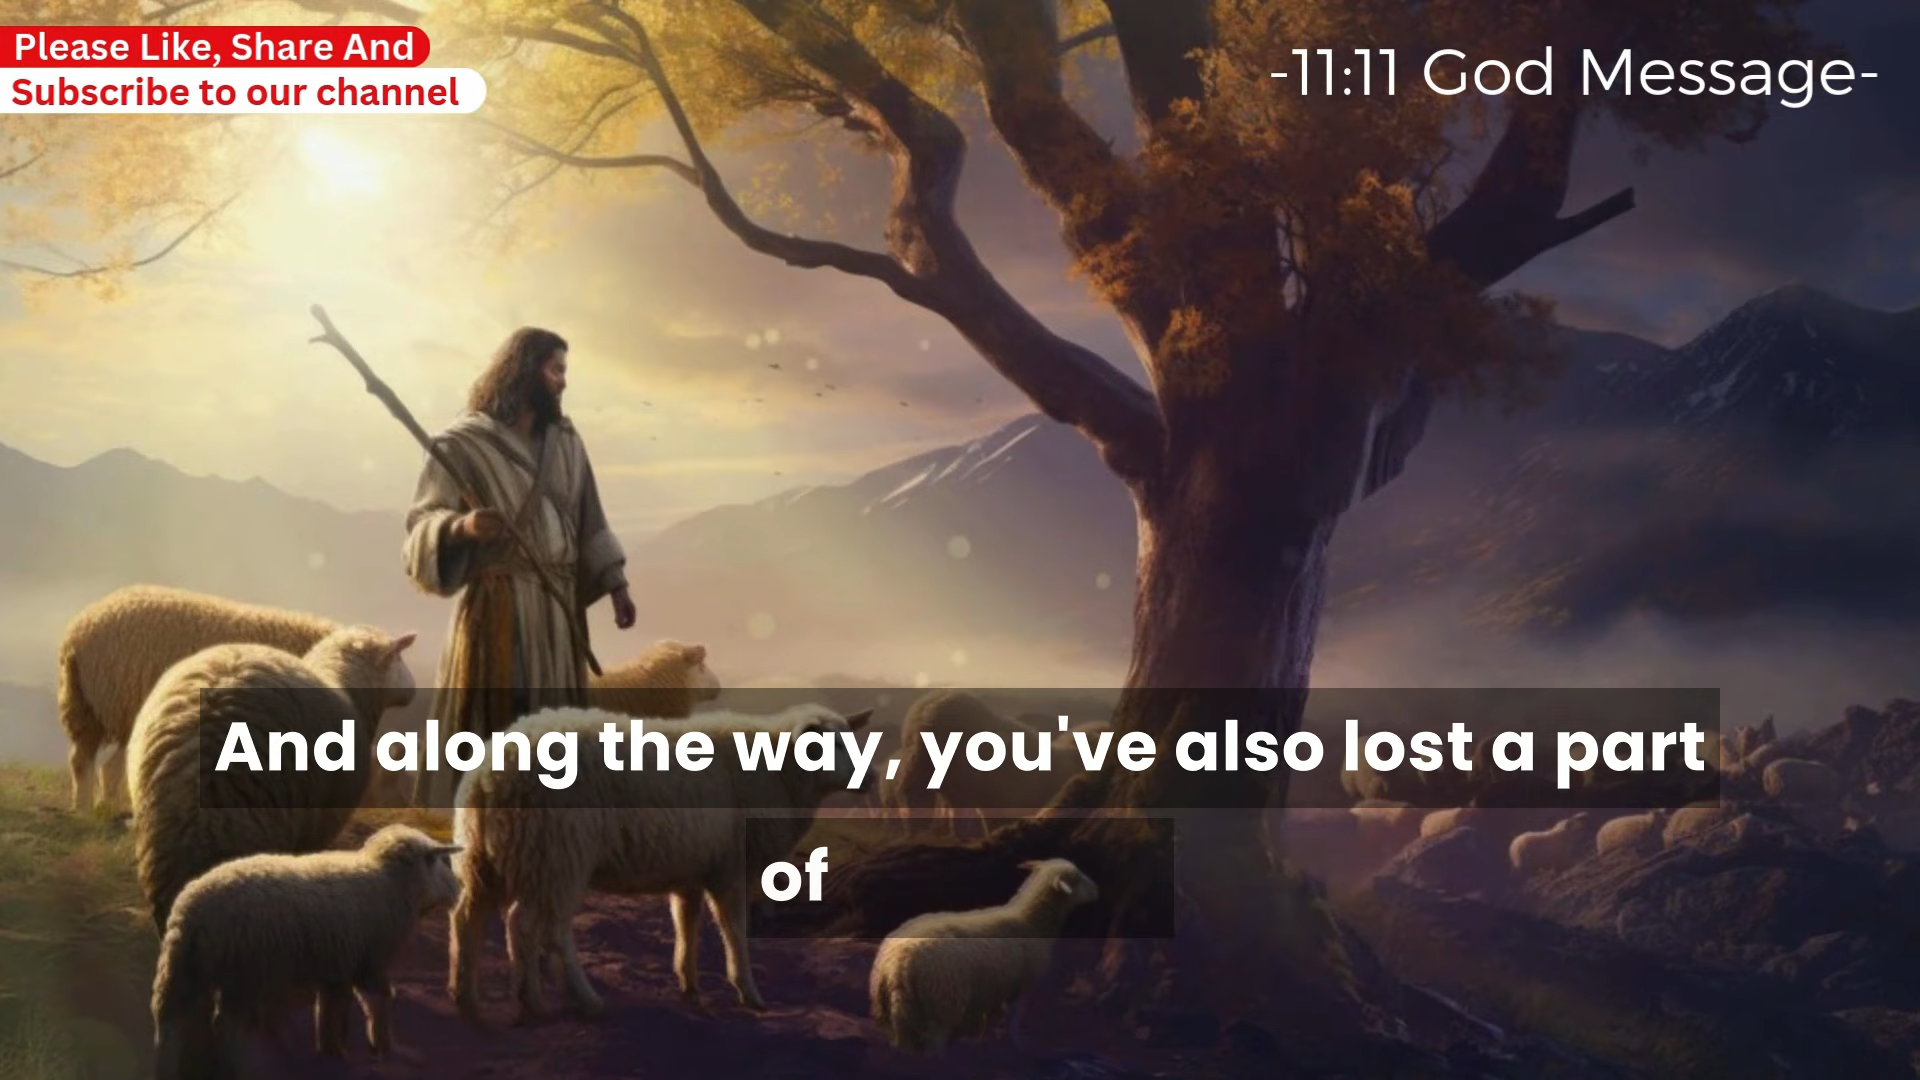 Please Like, Share And
Subscribe to our channel
-11:11 God Message-
And along the way, you've also lost a part
of